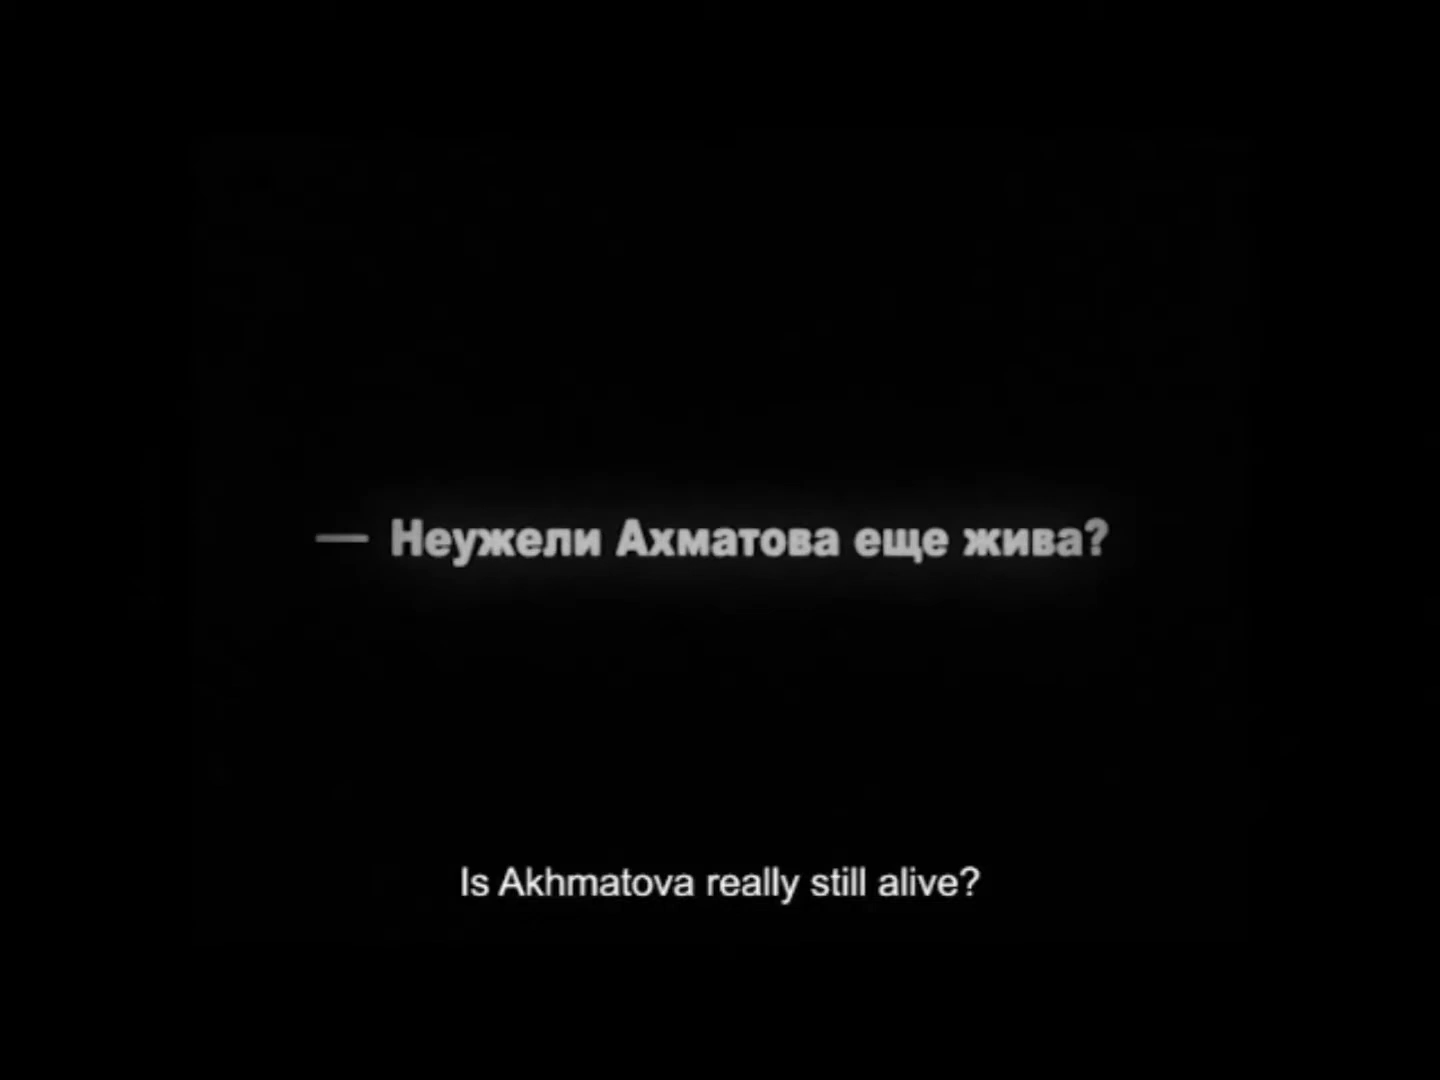 — Неужели Ахматова еще жива?
Is Akhmatova really still alive?